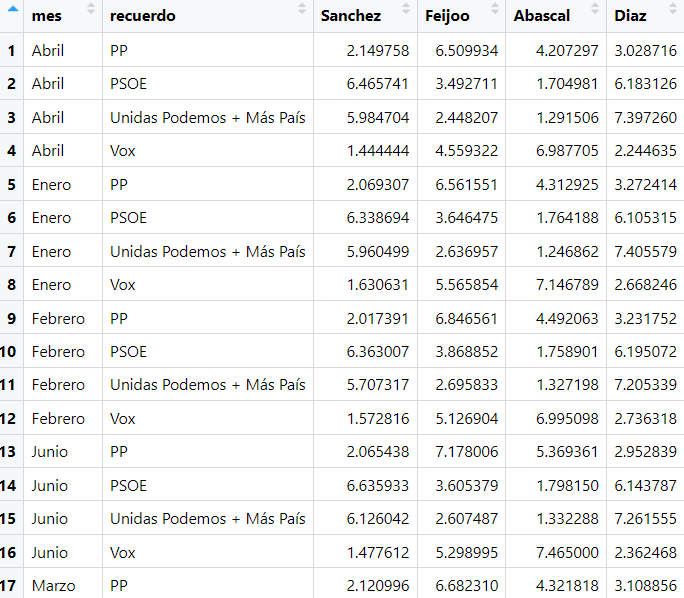 mes recuerdo Sanchez Feijoo Abascal Diaz
1 Abril PP 2.149758 6.509934 4.207297 3.028716
2 Abril PSOE 6.465741 3.492711 1.704981 6.183126
3 Abril Unidas Podemos + Más País 5.984704 2.448207 1.291506 7.397260
4 Abril Vox 1.444444 4.559322 6.987705 2.244635
5 Enero PP 2.069307 6.561551 4.312925 3.272414
6 Enero PSOE 6.338694 3.646475 1.764188 6.105315
7 Enero Unidas Podemos + Más País 5.960499 2.636957 1.246862 7.405579
8 Enero Vox 1.630631 5.565854 7.146789 2.668246
9 Febrero PP 2.017391 6.846561 4.492063 3.231752
10 Febrero PSOE 6.363007 3.868852 1.758901 6.195072
11 Febrero Unidas Podemos + Más País 5.707317 2.695833 1.327198 7.205339
12 Febrero Vox 1.572816 5.126904 6.995098 2.736318
13 Junio PP 2.065438 7.178006 5.369361 2.952839
14 Junio PSOE 6.635933 3.605379 1.798150 6.143787
15 Junio Unidas Podemos + Más País 6.126042 2.607487 1.332288 7.261555
16 Junio Vox 1.477612 5.298995 7.465000 2.362468
17 Marzo PP 2.120996 6.682310 4.321818 3.108856